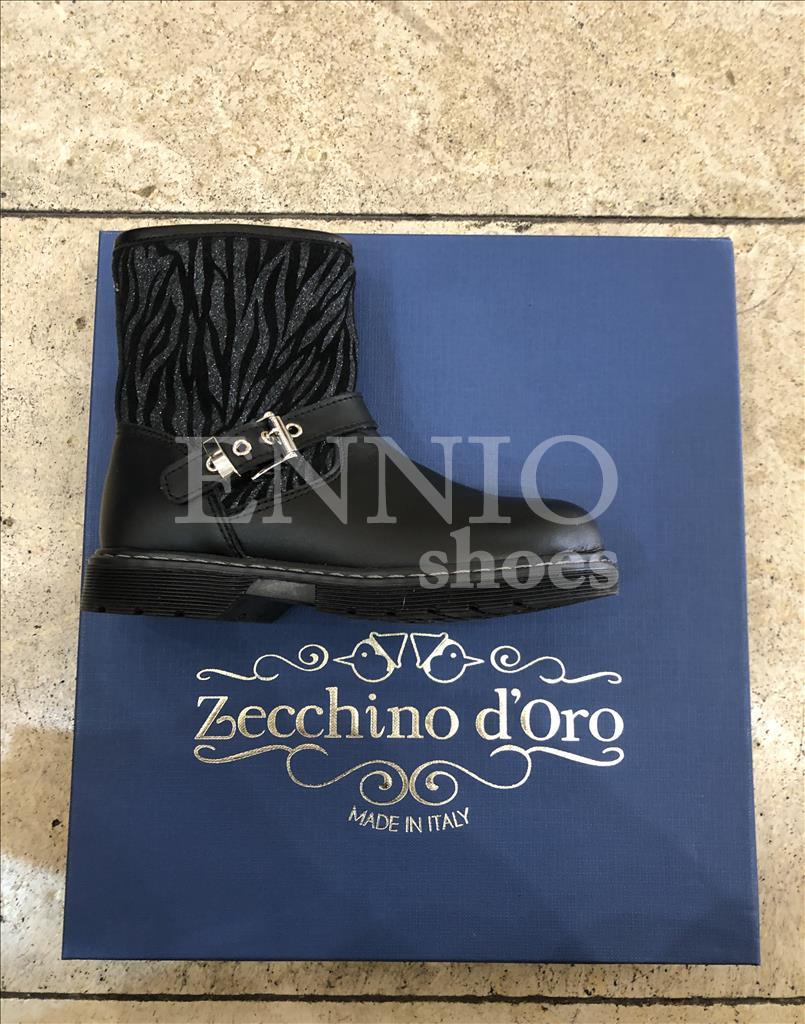 ENNIO
shoes
Zecchino d'Oro
MADE IN ITALY